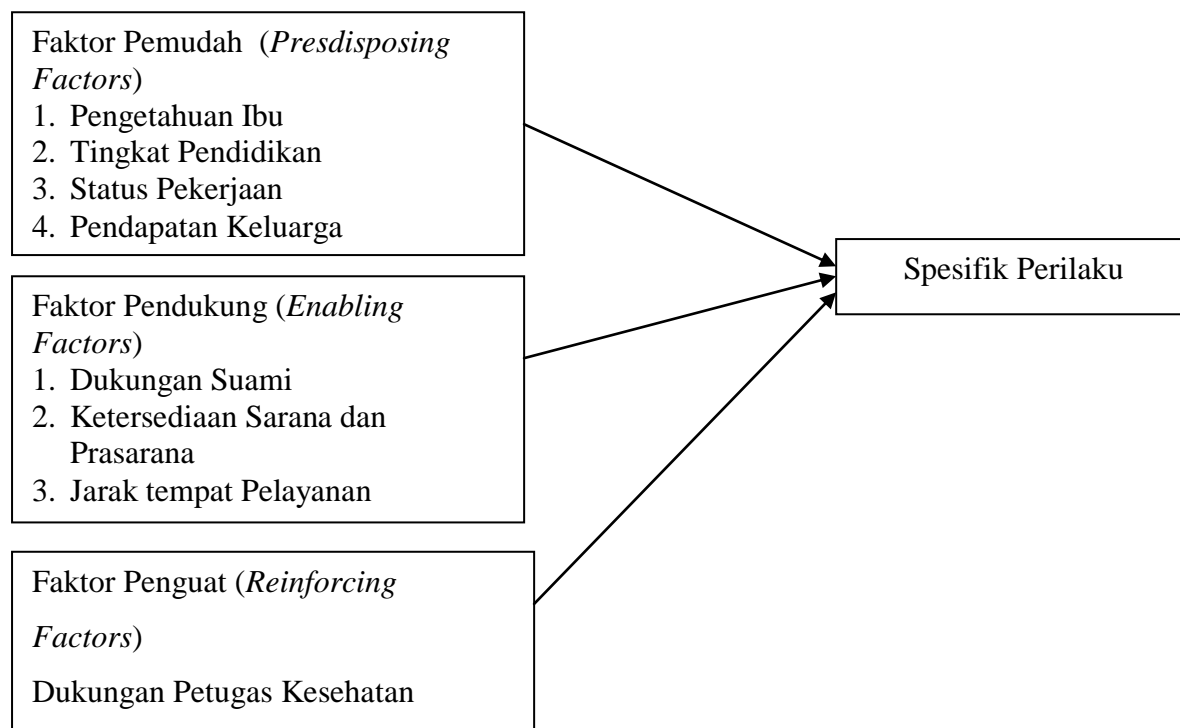 Faktor Pemudah (Presdisposing
Factors)
1. Pengetahuan Ibu
2. Tingkat Pendidikan
3. Status Pekerjaan
4. Pendapatan Keluarga
Spesifik Perilaku
Faktor Pendukung (Enabling
Factors)
1. Dukungan Suami
2. Ketersediaan Sarana dan
Prasarana
3. Jarak tempat Pelayanan
Faktor Penguat (Reinforcing
Factors)
Dukungan Petugas Kesehatan